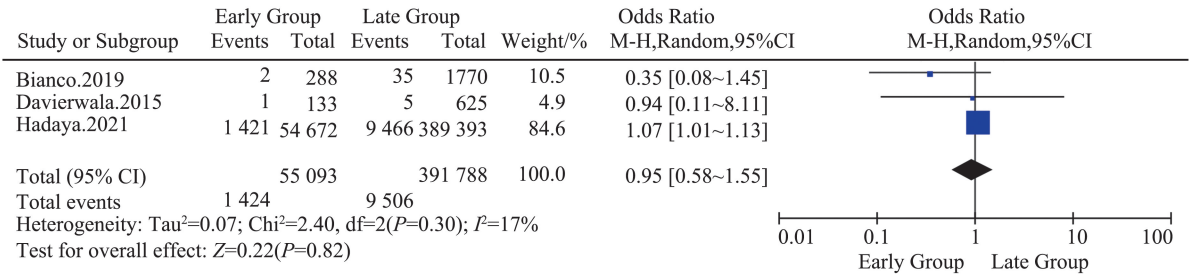 Early Group Late Group Odds Ratio Odds Ratio
Study or Subgroup Events Total Events Total Weight/% M-H,Random,95%CI M-H,Random,95%CI
Bianco.2019 2 288 35 1770 10.5 0.35 [0.08~1.45]
Davierwala.2015 1 133 5 625 4.9 0.94 [0.11~8.11]
Hadaya.2021 1 421 54 672 9 466 389 393 84.6 1.07 [1.01~1.13]
Total (95% CI) 55 093 391 788 100.0 0.95 [0.58~1.55]
Total events 1 424 9 506
Heterogeneity: Tau²=0.07; Chi²=2.40, df=2(P=0.30); I²=17%
Test for overall effect: Z=0.22(P=0.82)
0.01 0.1 1 10 100
Early Group Late Group